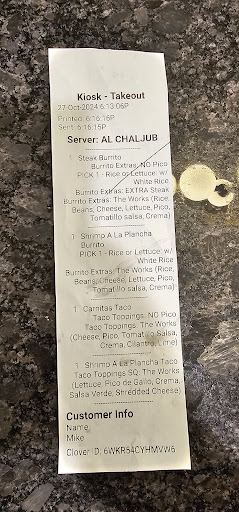 Kiosk - Takeout
27-Oct-2024 6:13:06P
Printed: 6:16:16P
Sent: 6:16:15P
Server: AL CHALJUB
1 Steak Burrito
Burrito Extras: NO Pico
PICK 1 - Rice or Lettuce: w/
White Rice
Burrito Extras: EXTRA Steak
Burrito Extras: The Works (Rice,
Beans, Cheese, Lettuce, Pico,
Tomatillo salsa, Crema)
1 Shrimp A La Plancha
Burrito
PICK 1 - Rice or Lettuce: w/
White Rice
Burrito Extras: The Works (Rice,
Beans, Cheese, Lettuce, Pico,
Tomatillo salsa, Crema)
1 Carnitas Taco
Taco Toppings: NO Pico
Taco Toppings: The Works
(Cheese, Pico, Tomatillo Salsa,
Crema, Cilantro, Lime)
1 Shrimp A La Plancha Taco
Taco Toppings SQ: The Works
(Lettuce, Pico de Gallo, Crema,
Salsa Verde, Shredded Cheese)
Customer Info
Name:
Mike
Clover ID: 6WKR54CYHMVW6